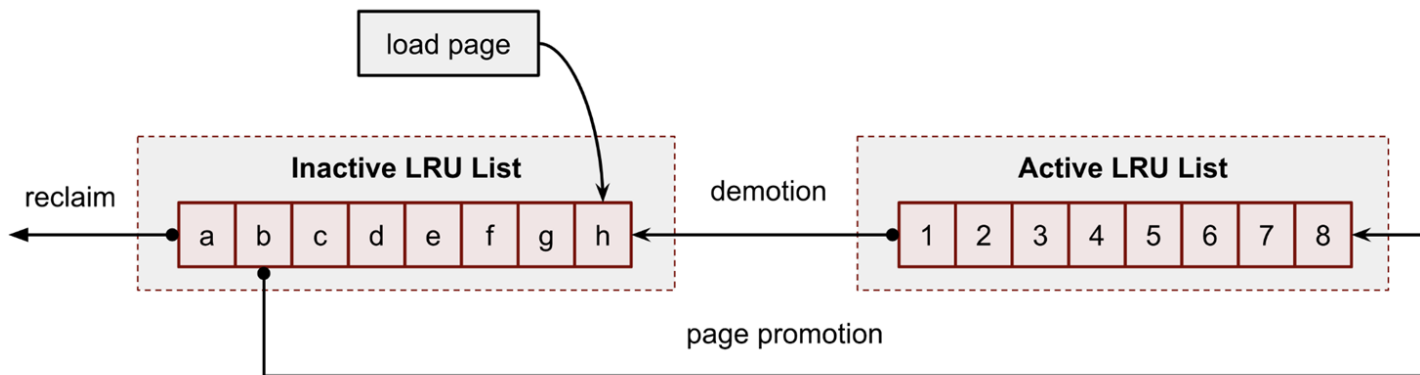 load page
Inactive LRU List
Active LRU List
reclaim
demotion
a b c d e f g h
1 2 3 4 5 6 7 8
page promotion